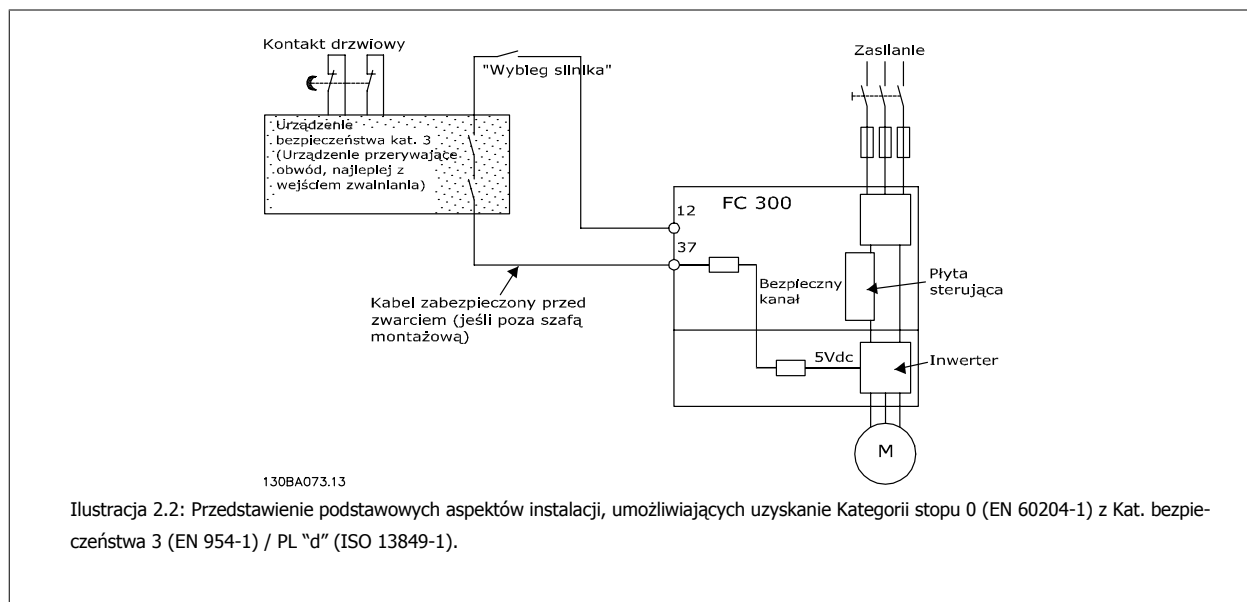 Kontakt drzwiowy
"Wybieg silnika"
Zasilanie
Urządzenie
bezpieczeństwa kat. 3
(Urządzenie przerywające
obwód, najlepiej z
wejściem zwalniania)
12
FC 300
37
Bezpieczny
kanał
Płyta
sterująca
Kabel zabezpieczony przed
zwarciem (jeśli poza szafą
montażową)
5Vdc
Inwerter
M
130BA073.13
Ilustracja 2.2: Przedstawienie podstawowych aspektów instalacji, umożliwiających uzyskanie Kategorii stopu 0 (EN 60204-1) z Kat. bezpie-
czeństwa 3 (EN 954-1) / PL “d” (ISO 13849-1).